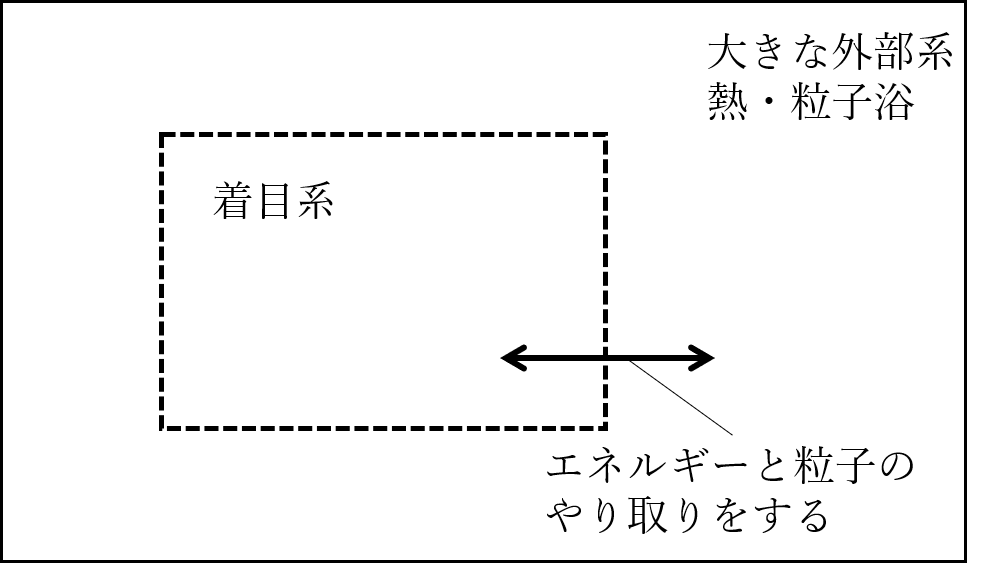 大きな外部系
熱・粒子浴
着目系
エネルギーと粒子の
やり取りをする